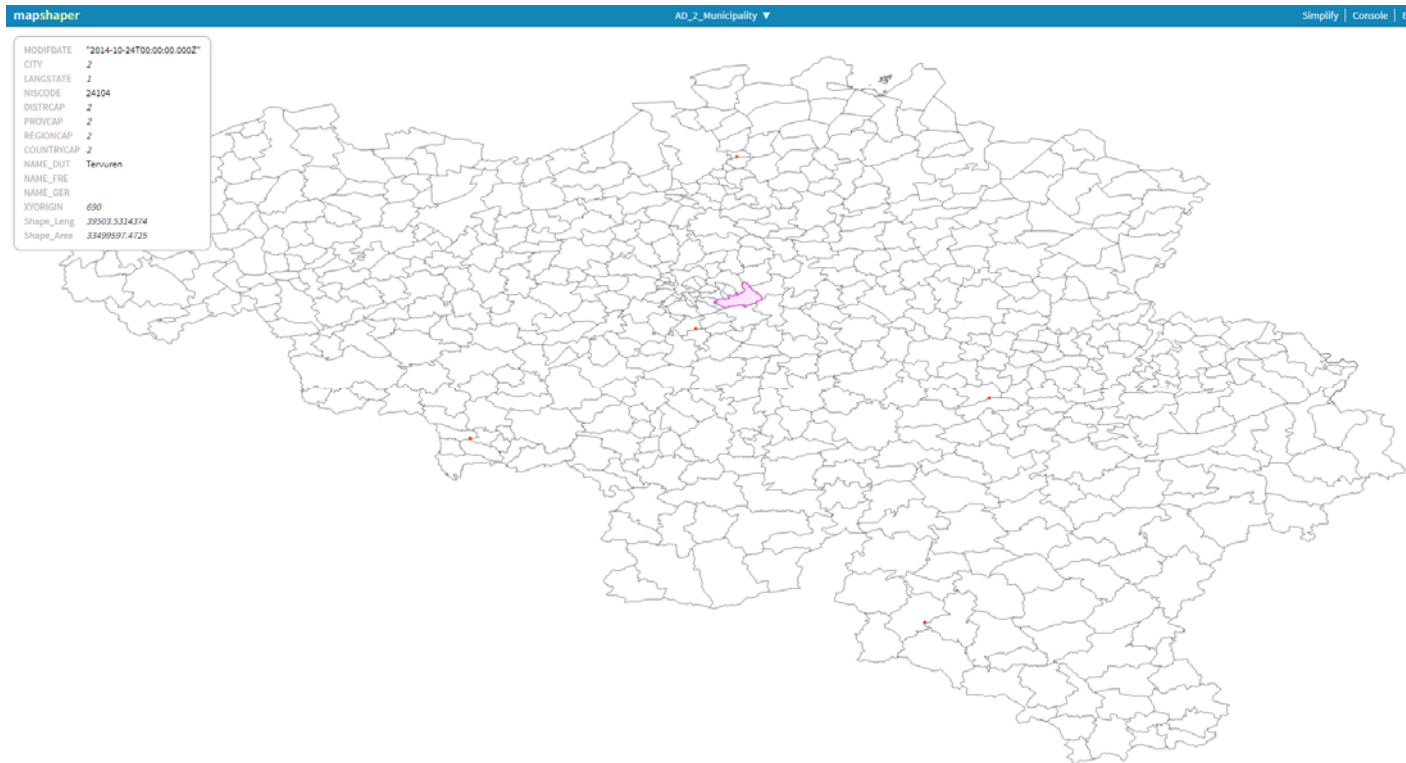 mapshaper
AD_2_Municipality ▼
Simplify | Console |
MODIFDATE "2014-10-24T00:00:00.000Z"
CITY 2
LANGSTATE 1
NISCODE 24104
DISTRCAP 2
PROVCAP 2
REGIONCAP 2
COUNTRYCAP 2
NAME_DUT Tervuren
NAME_FRE
NAME_GER
XYORIGIN 690
Shape_Leng 39503.5314374
Shape_Area 33499597.4725